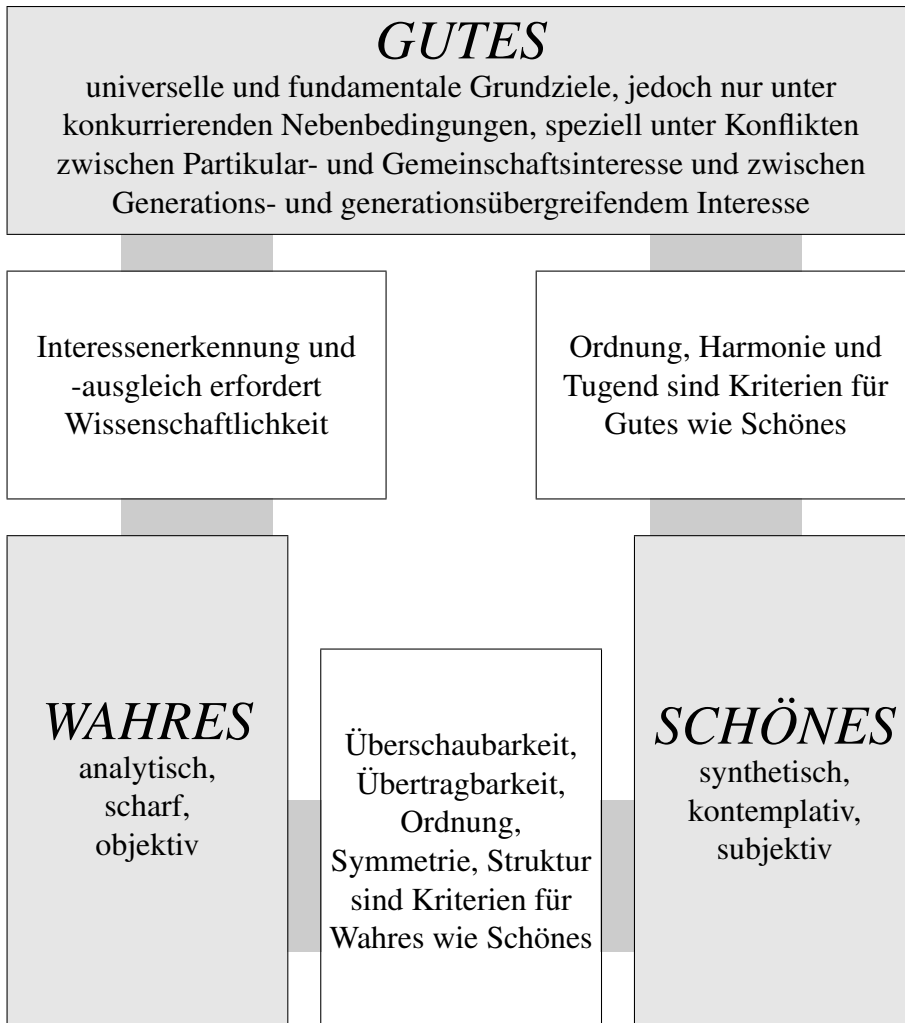 GUTES
universelle und fundamentale Grundziele, jedoch nur unter
konkurrierenden Nebenbedingungen, speziell unter Konflikten
zwischen Partikular- und Gemeinschaftsinteresse und zwischen
Generations- und generationsübergreifendem Interesse
Interessenerkennung und
-ausgleich erfordert
Wissenschaftlichkeit
Ordnung, Harmonie und
Tugend sind Kriterien für
Gutes wie Schönes
WAHRES
analytisch,
scharf,
objektiv
Überschaubarkeit,
Übertragbarkeit,
Ordnung,
Symmetrie, Struktur
sind Kriterien für
Wahres wie Schönes
SCHÖNES
synthetisch,
kontemplativ,
subjektiv